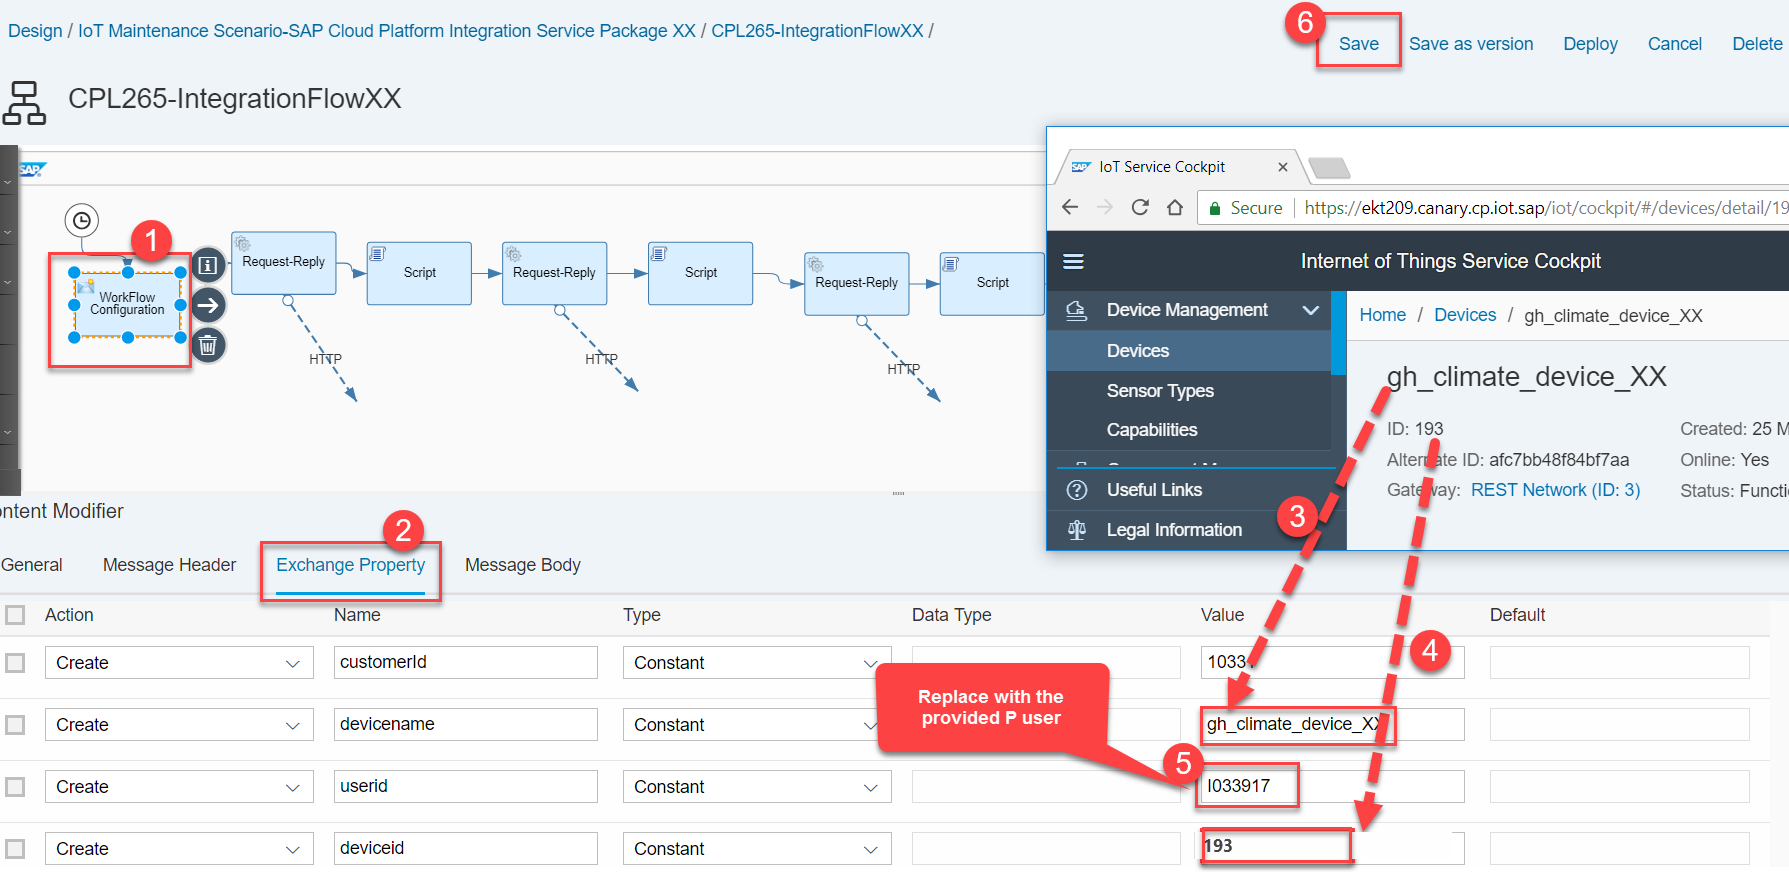 Design / IoT Maintenance Scenario-SAP Cloud Platform Integration Service Package XX / CPL265-IntegrationFlowXX /
6
Save
Save as version
Deploy
Cancel
Delete
CPL265-IntegrationFlowXX
SAP
1
WorkFlow
Configuration
Request-Reply
Script
Request-Reply
Script
Request-Reply
Script
HTTP
HTTP
HTTP
SAP
IoT Service Cockpit
Secure
https://ekt209.canary.cp.iot.sap/iot/cockpit/#/devices/detail/19
Internet of Things Service Cockpit
Device Management
Devices
Sensor Types
Capabilities
Useful Links
Legal Information
Home / Devices / gh_climate_device_XX
gh_climate_device_XX
ID: 193
Created: 25 M
Alternate ID: afc7bb48f84bf7aa
Online: Yes
Gateway: REST Network (ID: 3)
Status: Functi
3
ontent Modifier
2
General
Message Header
Exchange Property
Message Body
Action
Name
Type
Data Type
Value
Default
4
Create
customerId
Constant
10331
Replace with the
provided P user
Create
devicename
Constant
gh_climate_device_XX
5
Create
userid
Constant
I033917
Create
deviceid
Constant
193